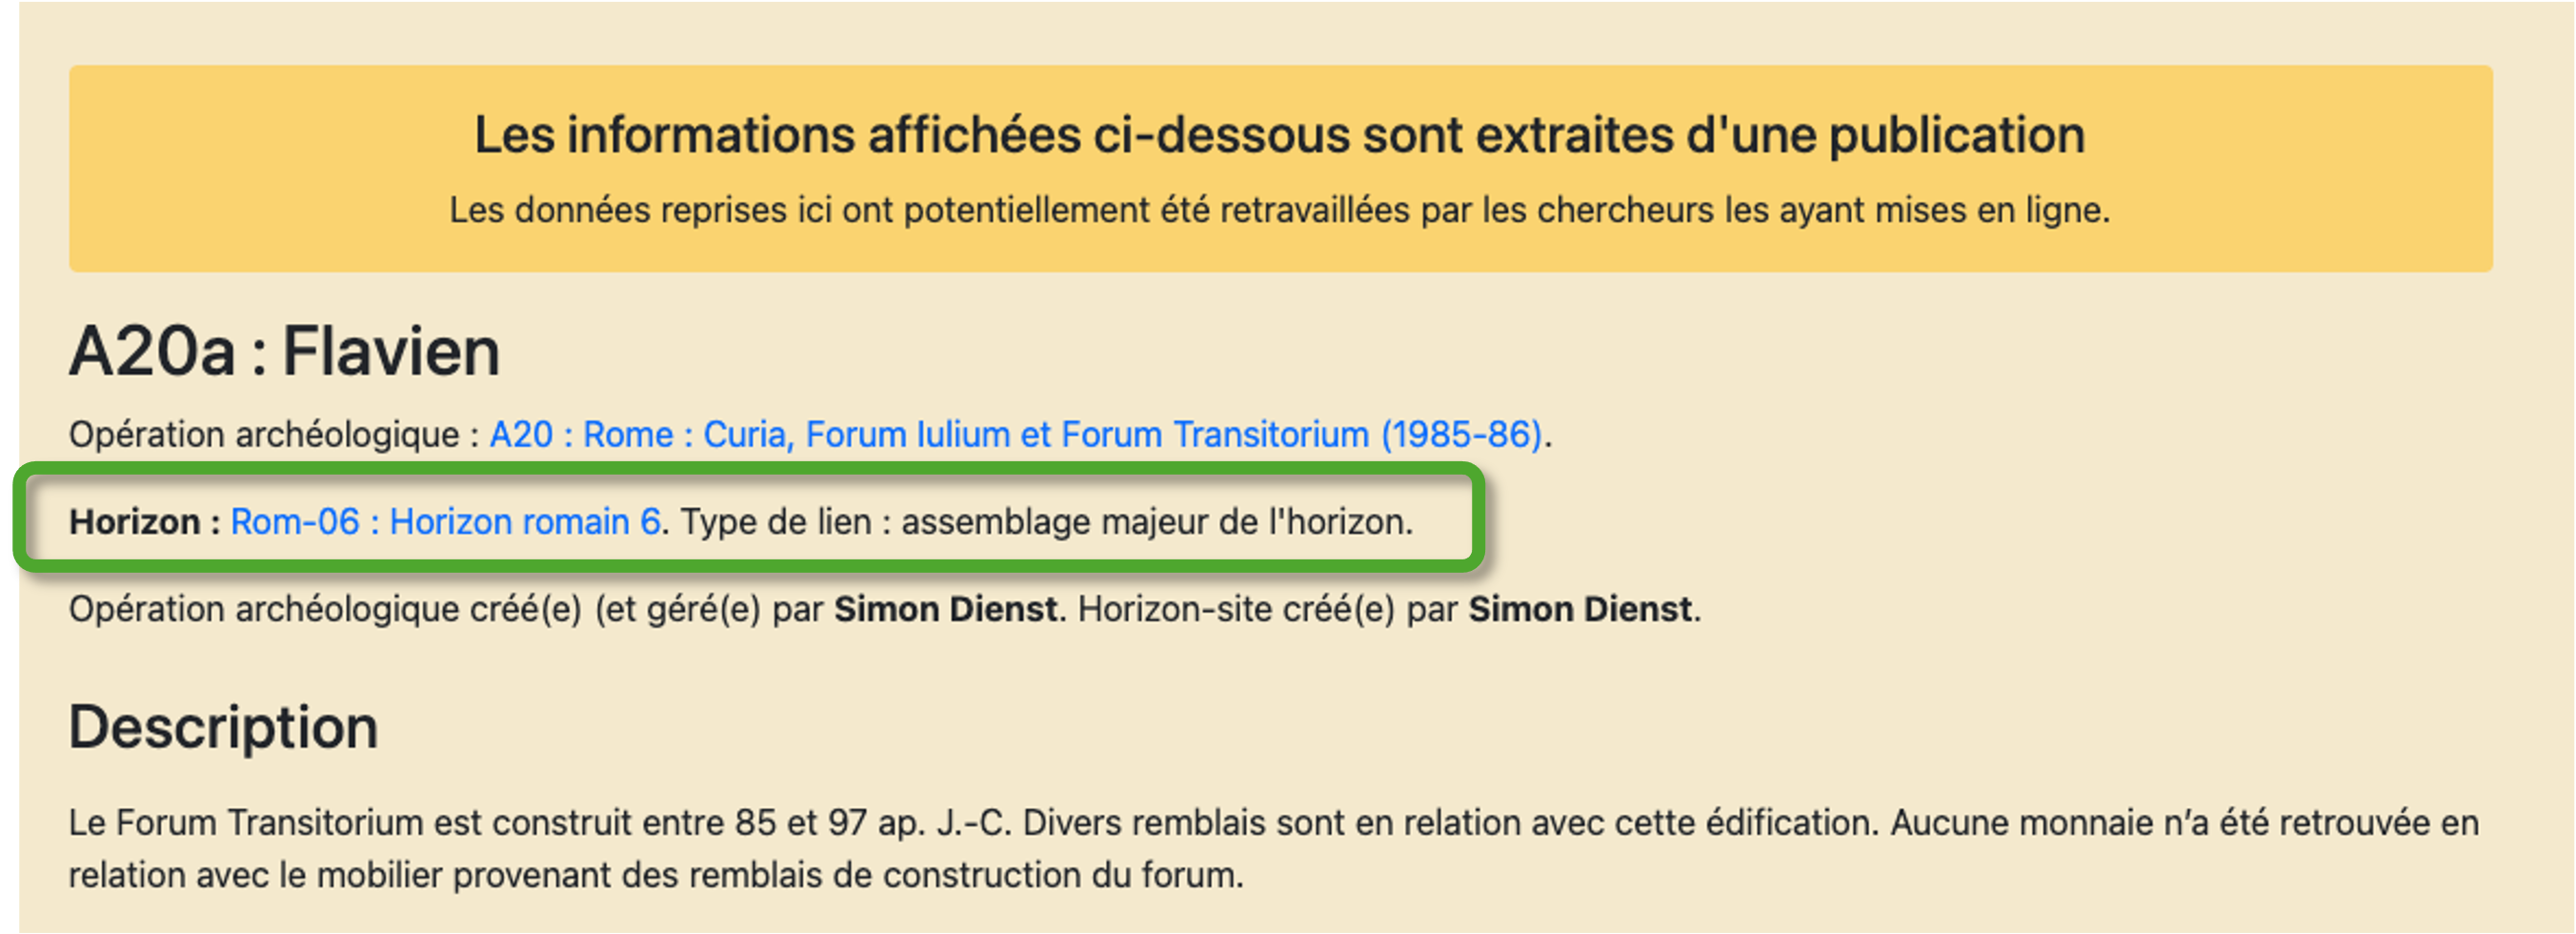 Les informations affichées ci-dessous sont extraites d'une publication
Les données reprises ici ont potentiellement été retravaillées par les chercheurs les ayant mises en ligne.
A20a : Flavien
Opération archéologique : A20 : Rome : Curia, Forum Iulium et Forum Transitorium (1985-86).
Horizon : Rom-06 : Horizon romain 6. Type de lien : assemblage majeur de l'horizon.
Opération archéologique créé(e) (et géré(e) par Simon Dienst. Horizon-site créé(e) par Simon Dienst.
Description
Le Forum Transitorium est construit entre 85 et 97 ap. J.-C. Divers remblais sont en relation avec cette édification. Aucune monnaie n’a été retrouvée en
relation avec le mobilier provenant des remblais de construction du forum.